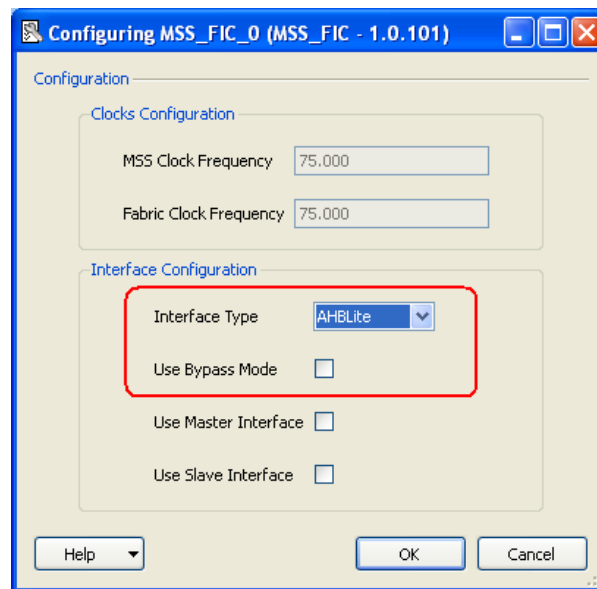 Configuring MSS_FIC_0 (MSS_FIC - 1.0.101)
Configuration
Clocks Configuration
MSS Clock Frequency 75.000
Fabric Clock Frequency 75.000
Interface Configuration
Interface Type AHBLite
Use Bypass Mode
Use Master Interface
Use Slave Interface
Help OK Cancel